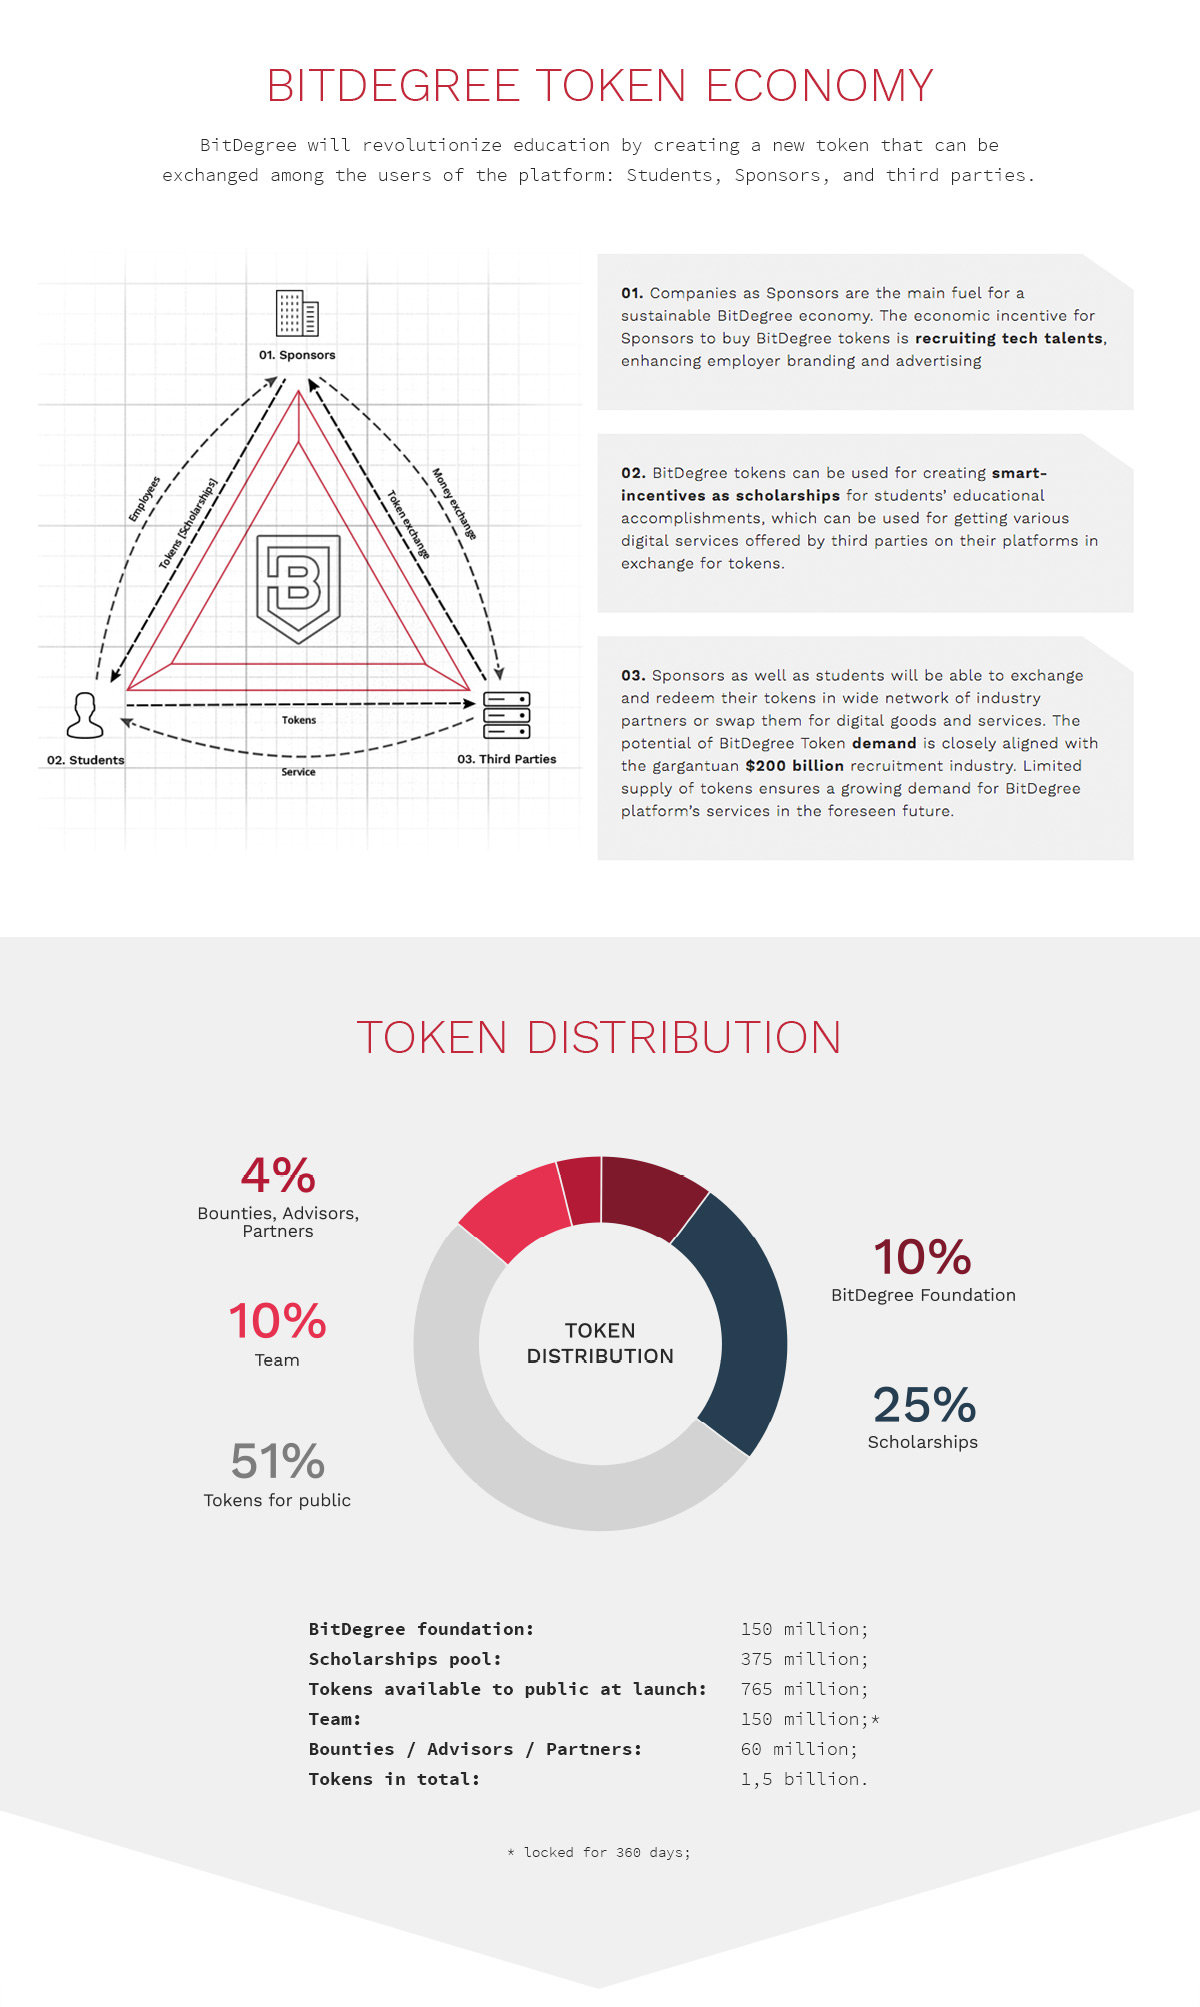 BITDEGREE TOKEN ECONOMY
BitDegree will revolutionize education by creating a new token that can be
exchanged among the users of the platform: Students, Sponsors, and third parties.
01. Sponsors
Employees
Tokens [Scholarships]
Token exchange
Money exchange
B
Tokens
02. Students
03. Third Parties
Service
01. Companies as Sponsors are the main fuel for a
sustainable BitDegree economy. The economic incentive for
Sponsors to buy BitDegree tokens is recruiting tech talents,
enhancing employer branding and advertising
02. BitDegree tokens can be used for creating smart-
incentives as scholarships for students’ educational
accomplishments, which can be used for getting various
digital services offered by third parties on their platforms in
exchange for tokens.
03. Sponsors as well as students will be able to exchange
and redeem their tokens in wide network of industry
partners or swap them for digital goods and services. The
potential of BitDegree Token demand is closely aligned with
the gargantuan $200 billion recruitment industry. Limited
supply of tokens ensures a growing demand for BitDegree
platform’s services in the foreseen future.
TOKEN DISTRIBUTION
4%
Bounties, Advisors,
Partners
10%
Team
51%
Tokens for public
TOKEN
DISTRIBUTION
10%
BitDegree Foundation
25%
Scholarships
BitDegree foundation: 150 million;
Scholarships pool: 375 million;
Tokens available to public at launch: 765 million;
Team: 150 million;*
Bounties / Advisors / Partners: 60 million;
Tokens in total: 1,5 billion.
* locked for 360 days;